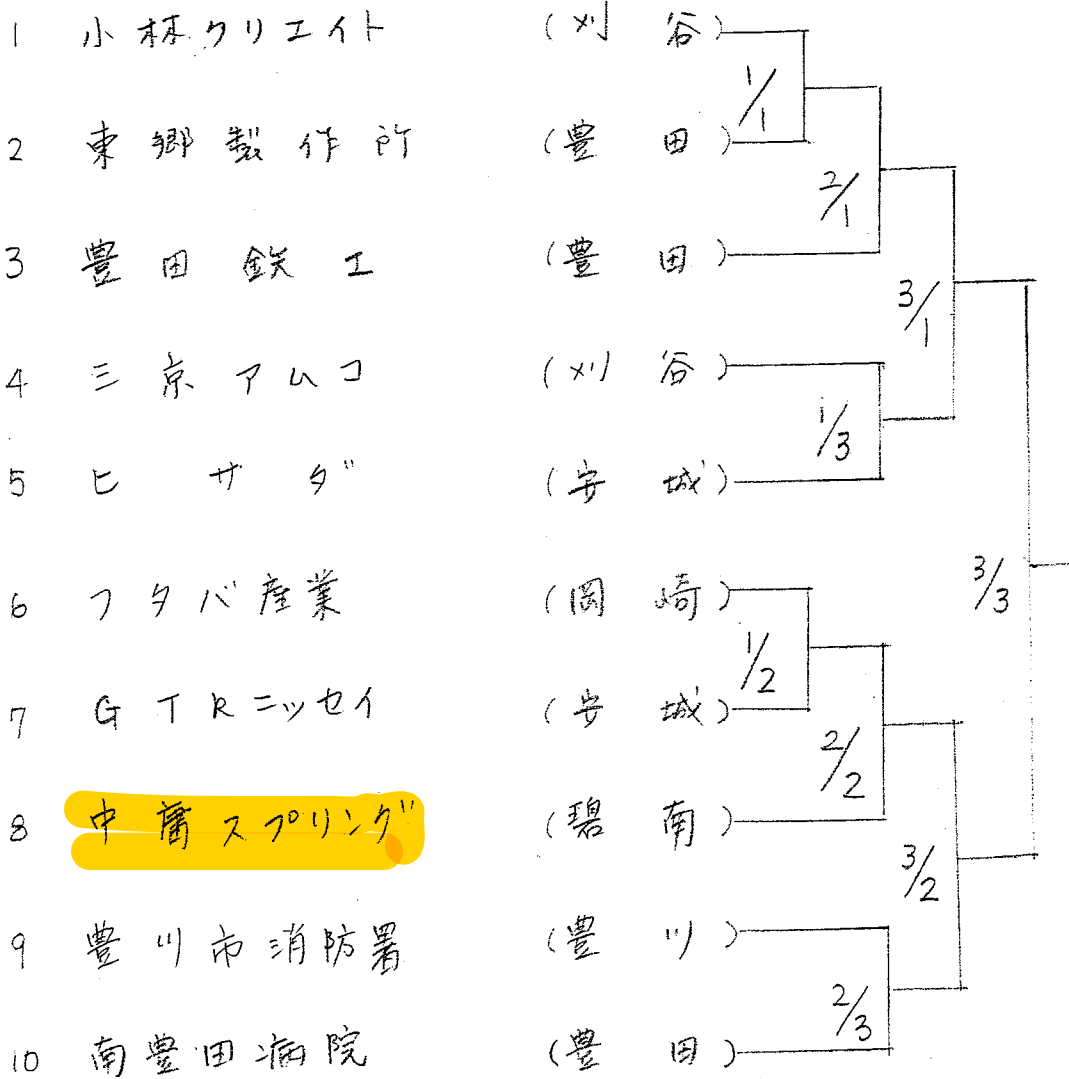 1 小林クリエイト (刈谷)
1/1
2 東郷製作所 (豊田)
2/1
3 豊田鉄工 (豊田)
3/1
4 三京アムコ (刈谷)
1/3
5 ヒサダ (安城)
3/3
6 フタバ産業 (岡崎)
1/2
7 GTRニッセイ (安城)
2/2
8 中庸スプリング (碧南)
3/2
9 豊川市消防署 (豊川)
2/3
10 南豊田病院 (豊田)